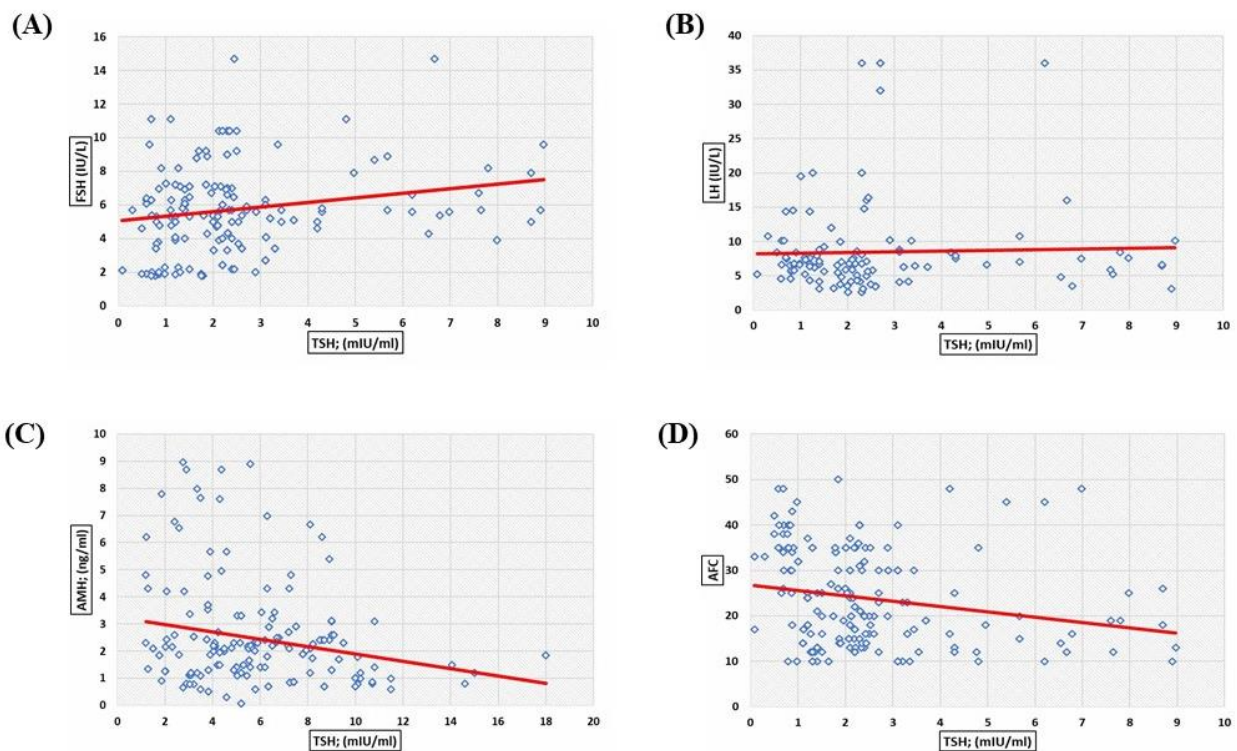 (A)
16
14
12
10
8
6
4
2
0
FSH (IU/L)
0 1 2 3 4 5 6 7 8 9 10
TSH; (mIU/ml)
(B)
40
35
30
25
20
15
10
5
0
LH (IU/L)
0 1 2 3 4 5 6 7 8 9 10
TSH; (mIU/ml)
(C)
10
9
8
7
6
5
4
3
2
1
0
AMH; (ng/ml)
0 2 4 6 8 10 12 14 16 18 20
TSH; (mIU/ml)
(D)
60
50
40
30
20
10
0
AFC
0 1 2 3 4 5 6 7 8 9 10
TSH; (mIU/ml)